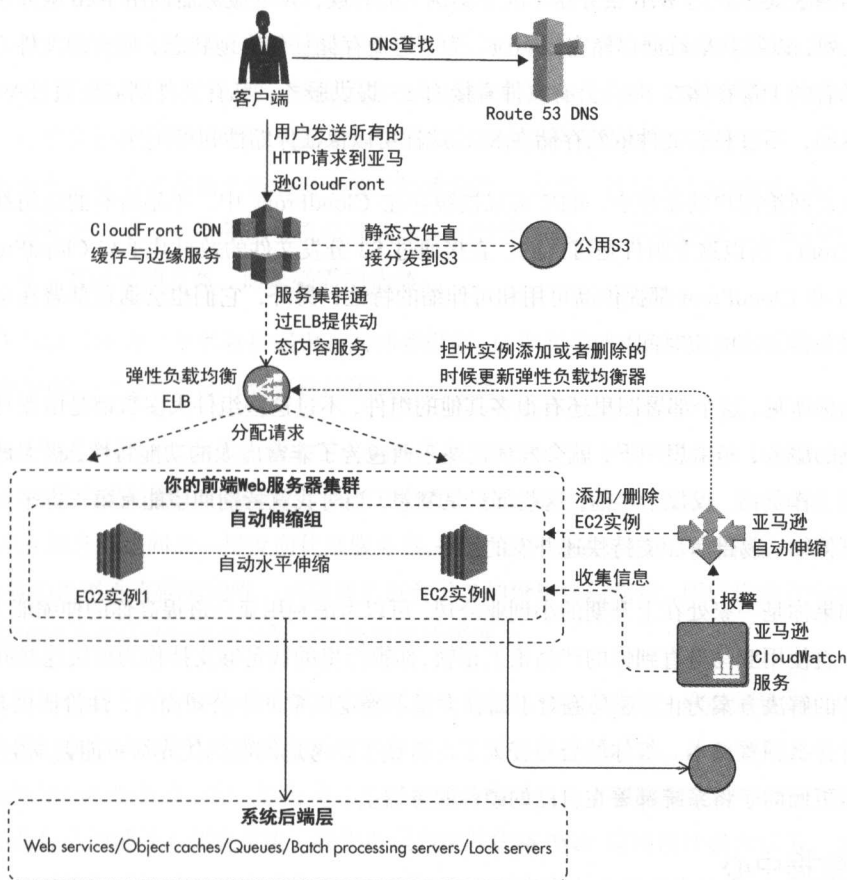 DNS查找
客户端
Route 53 DNS
用户发送所有的
HTTP请求到亚马
逊CloudFront
CloudFront CDN
缓存与边缘服务
静态文件直
接分发到S3
公用S3
服务集群通
过ELB提供动
态内容服务
担忧实例添加或者删除的
时候更新弹性负载均衡器
弹性负载均衡
ELB
分配请求
你的前端Web服务器集群
自动伸缩组
添加/删除
EC2实例
亚马逊
自动伸缩
自动水平伸缩
EC2实例1
EC2实例N
收集信息
报警
亚马逊
CloudWatch
服务
系统后端层
Web services/Object caches/Queues/Batch processing servers/Lock servers